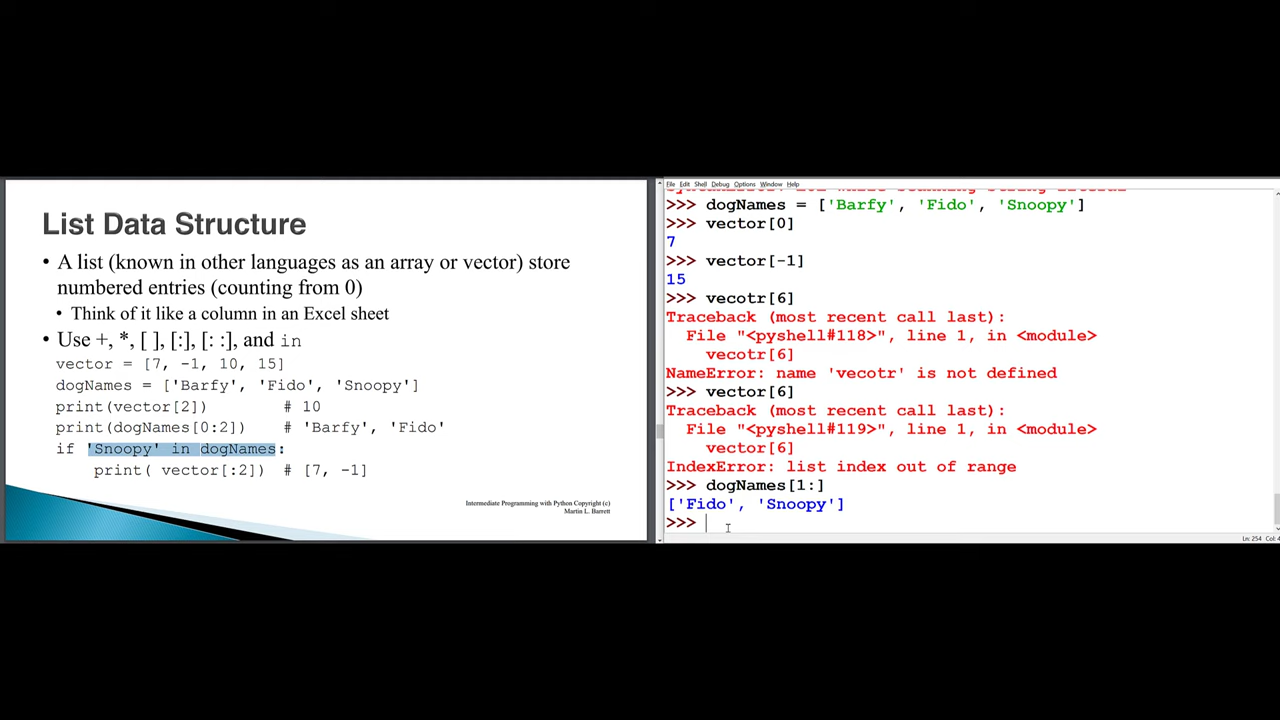 List Data Structure
• A list (known in other languages as an array or vector) store
numbered entries (counting from 0)
• Think of it like a column in an Excel sheet
• Use +, *, [ ], [:], [: :], and in
vector = [7, -1, 10, 15]
dogNames = ['Barfy', 'Fido', 'Snoopy']
print(vector[2]) # 10
print(dogNames[0:2]) # 'Barfy', 'Fido'
if 'Snoopy' in dogNames:
print( vector[:2]) # [7, -1]
Intermediate Programming with Python Copyright (c)
Martin L. Barrett
File Edit Shell Debug Options Window Help
>>> dogNames = ['Barfy', 'Fido', 'Snoopy']
>>> vector[0]
7
>>> vector[-1]
15
>>> vecotr[6]
Traceback (most recent call last):
File "<pyshell#118>", line 1, in <module>
vecotr[6]
NameError: name 'vecotr' is not defined
>>> vector[6]
Traceback (most recent call last):
File "<pyshell#119>", line 1, in <module>
vector[6]
IndexError: list index out of range
>>> dogNames[1:]
['Fido', 'Snoopy']
>>>
Ln: 254 Col: 4